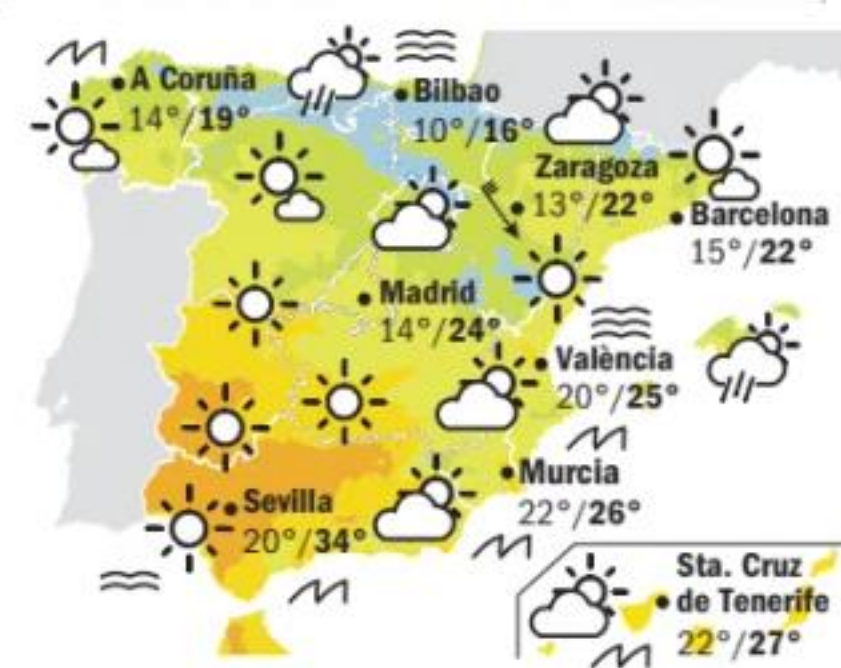 A Coruña
14°/19°
Bilbao
10°/16°
Zaragoza
13°/22°
Barcelona
15°/22°
Madrid
14°/24°
València
20°/25°
Murcia
22°/26°
Sevilla
20°/34°
Sta. Cruz
de Tenerife
22°/27°